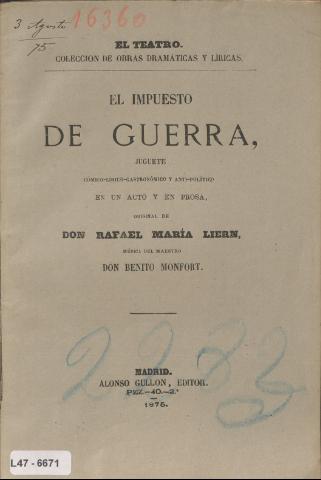 3 Agosto
75
16360
EL TEATRO.
COLECCION DE OBRAS DRAMÁTICAS Y LÍRICAS.
EL IMPUESTO
DE GUERRA,
JUGUETE
CÓMICO-LÍRICO-GASTRONÓMICO Y ANTI-POLÍTICO
EN UN ACTO Y EN PROSA,
ORIGINAL DE
DON RAFAEL MARÍA LIERN,
MÚSICA DEL MAESTRO
DON BENITO MONFORT.
MADRID.
ALONSO GULLON, EDITOR.
PEZ.-40.-2.º
1875.
L47 - 6671